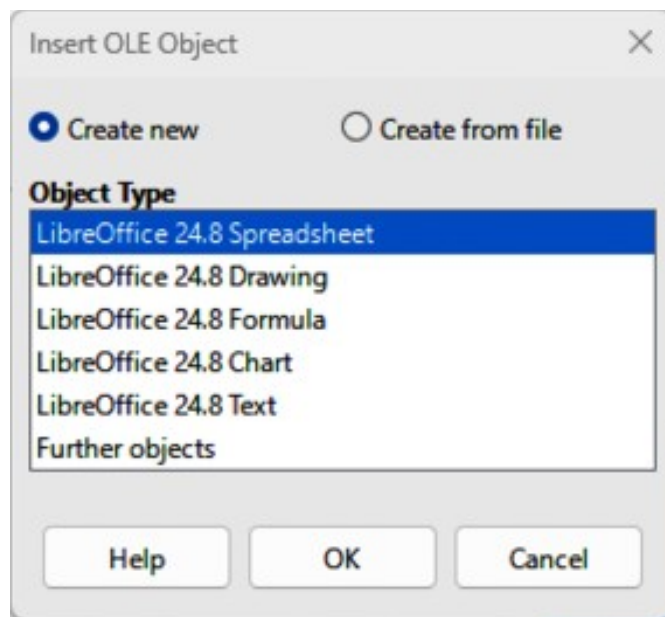 Insert OLE Object
Create new Create from file
Object Type
LibreOffice 24.8 Spreadsheet
LibreOffice 24.8 Drawing
LibreOffice 24.8 Formula
LibreOffice 24.8 Chart
LibreOffice 24.8 Text
Further objects
Help OK Cancel